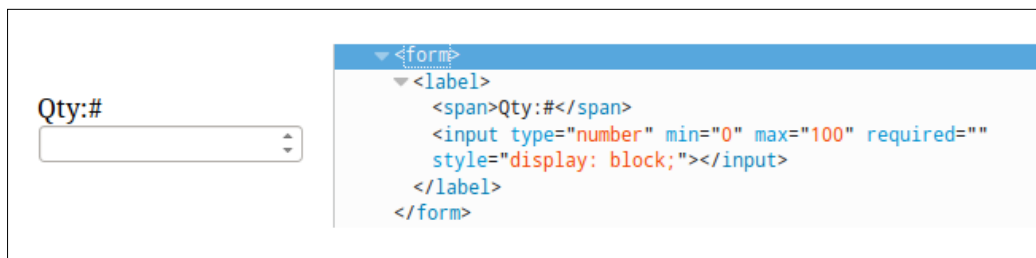 Qty:#
<form>
<label>
<span>Qty:#</span>
<input type="number" min="0" max="100" required=""
style="display: block;"></input>
</label>
</form>